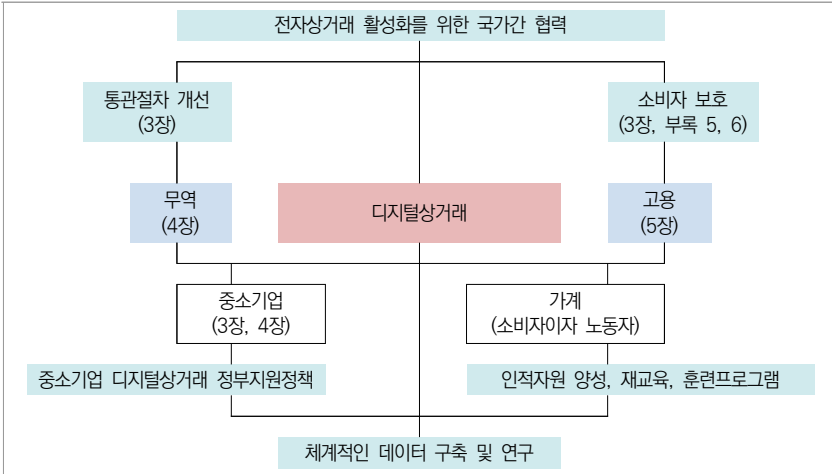 전자상거래 활성화를 위한 국가간 협력
통관절차 개선
(3장)
소비자 보호
(3장, 부록 5, 6)
무역
(4장)
디지털상거래
고용
(5장)
중소기업
(3장, 4장)
가계
(소비자이자 노동자)
중소기업 디지털상거래 정부지원정책
인적자원 양성, 재교육, 훈련프로그램
체계적인 데이터 구축 및 연구